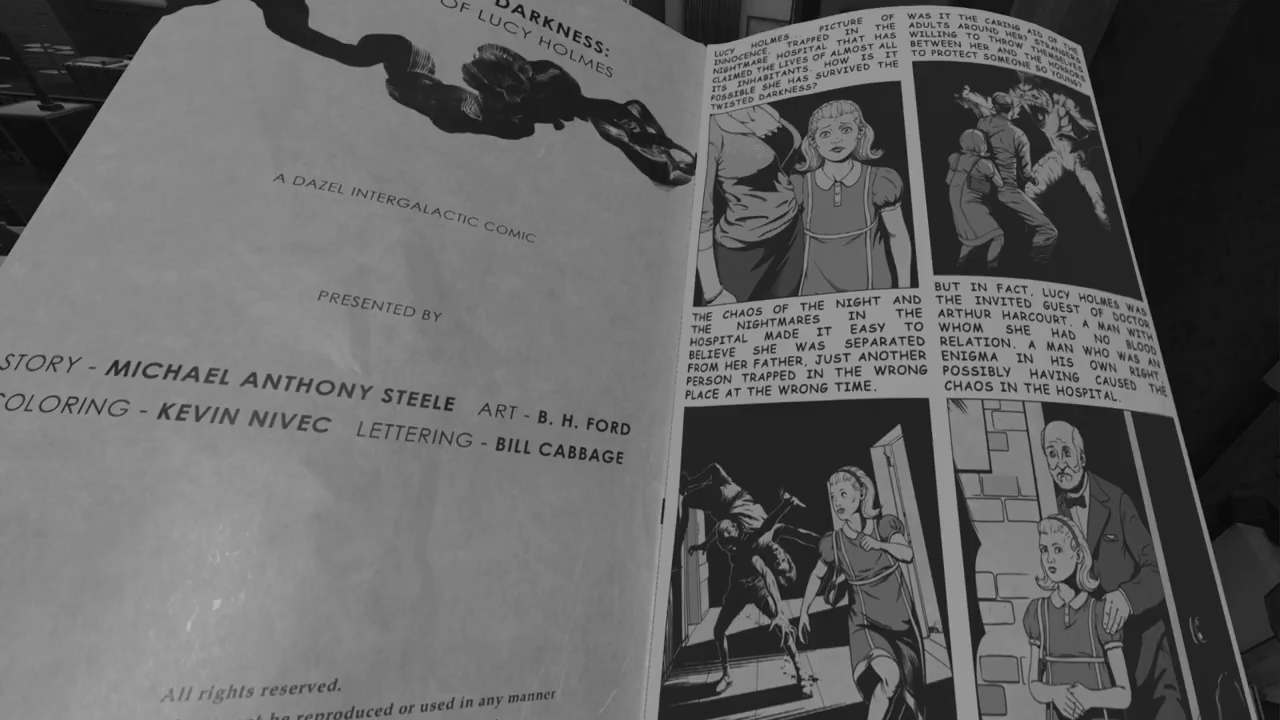 DARKNESS:
OF LUCY HOLMES
A DAZEL INTERGALACTIC COMIC
PRESENTED BY
STORY - MICHAEL ANTHONY STEELE ART - B. H. FORD
COLORING - KEVIN NIVEC LETTERING - BILL CABBAGE
All rights reserved.
be reproduced or used in any manner
LUCY HOLMES... PICTURE OF
INNOCENCE. TRAPPED IN THE
NIGHTMARE HOSPITAL THAT HAS
CLAIMED THE LIVES OF ALMOST ALL
ITS INHABITANTS. HOW IS IT
POSSIBLE SHE HAS SURVIVED THE
TWISTED DARKNESS?
WAS IT THE CARING AID OF THE
ADULTS AROUND HER? STRANGERS
WILLING TO THROW THEMSELVES
BETWEEN HER AND THE HORRORS
TO PROTECT SOMEONE SO YOUNG?
THE CHAOS OF THE NIGHT AND
THE NIGHTMARES IN THE
HOSPITAL MADE IT EASY TO
BELIEVE SHE WAS SEPARATED
FROM HER FATHER, JUST ANOTHER
PERSON TRAPPED IN THE WRONG
PLACE AT THE WRONG TIME.
BUT IN FACT, LUCY HOLMES WAS
THE INVITED GUEST OF DOCTOR
ARTHUR HARCOURT. A MAN WITH
WHOM SHE HAD NO BLOOD
RELATION. A MAN WHO WAS AN
ENIGMA IN HIS OWN RIGHT,
POSSIBLY HAVING CAUSED THE
CHAOS IN THE HOSPITAL.